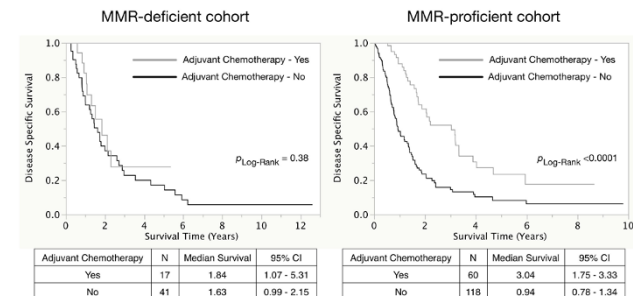 MMR-deficient cohort
MMR-proficient cohort
Disease Specific Survival
1.0
0.8
0.6
0.4
0.2
0.0
Adjuvant Chemotherapy - Yes
Adjuvant Chemotherapy - No
pLog-Rank = 0.38
0 2 4 6 8 10 12
Survival Time (Years)
Disease Specific Survival
1.0
0.8
0.6
0.4
0.2
0.0
Adjuvant Chemotherapy - Yes
Adjuvant Chemotherapy - No
pLog-Rank <0.0001
0 2 4 6 8 10
Survival Time (Years)
Adjuvant Chemotherapy N Median Survival 95% CI
Yes 17 1.84 1.07 - 5.31
No 41 1.63 0.99 - 2.15
Adjuvant Chemotherapy N Median Survival 95% CI
Yes 60 3.04 1.75 - 3.33
No 118 0.94 0.78 - 1.34